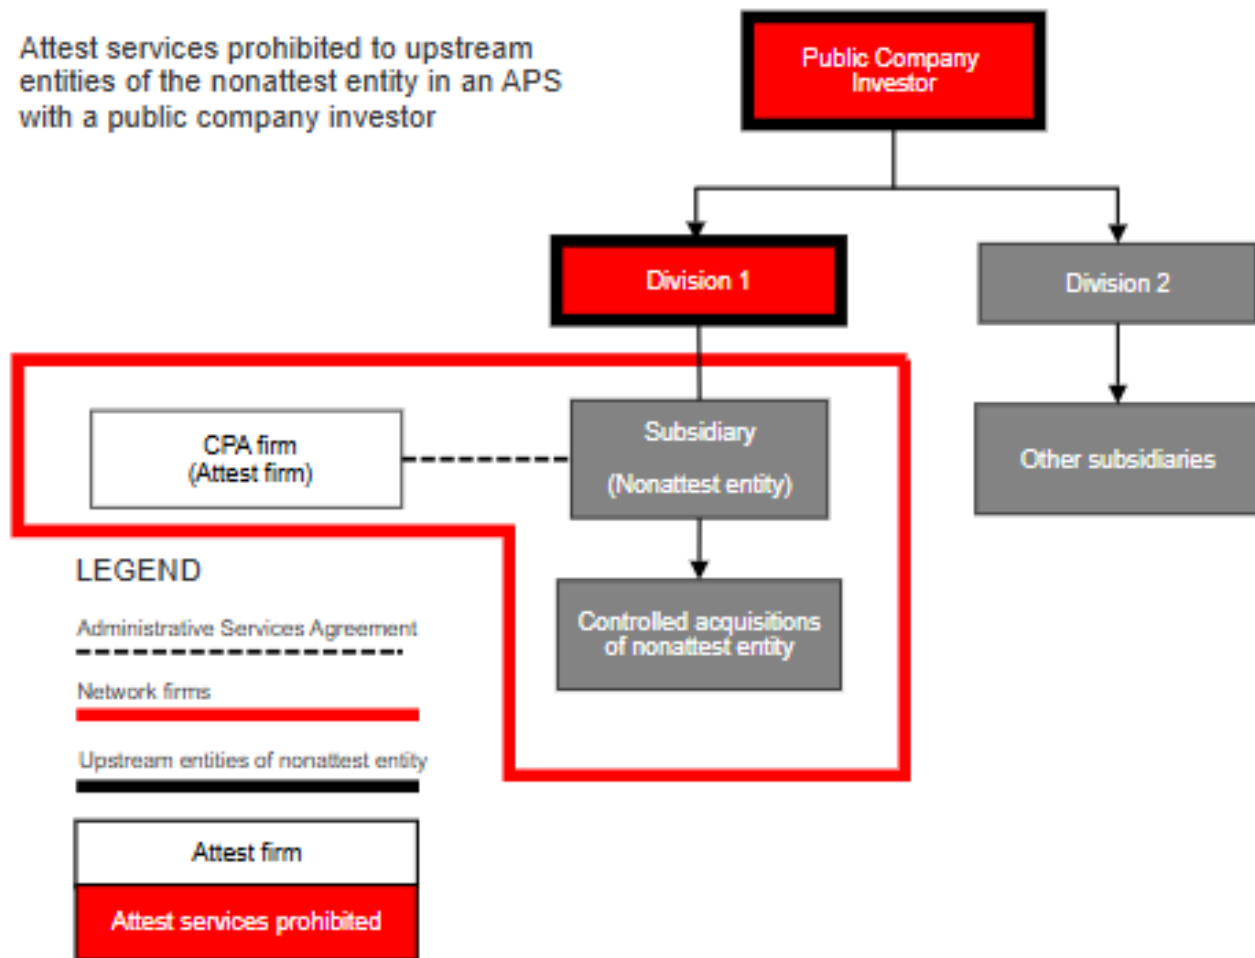 Attest services prohibited to upstream
entities of the nonattest entity in an APS
with a public company investor
Public Company
Investor
Division 1
Division 2
CPA firm
(Attest firm)
Subsidiary
(Nonattest entity)
Other subsidiaries
Controlled acquisitions
of nonattest entity
LEGEND
Administrative Services Agreement
Network firms
Upstream entities of nonattest entity
Attest firm
Attest services prohibited